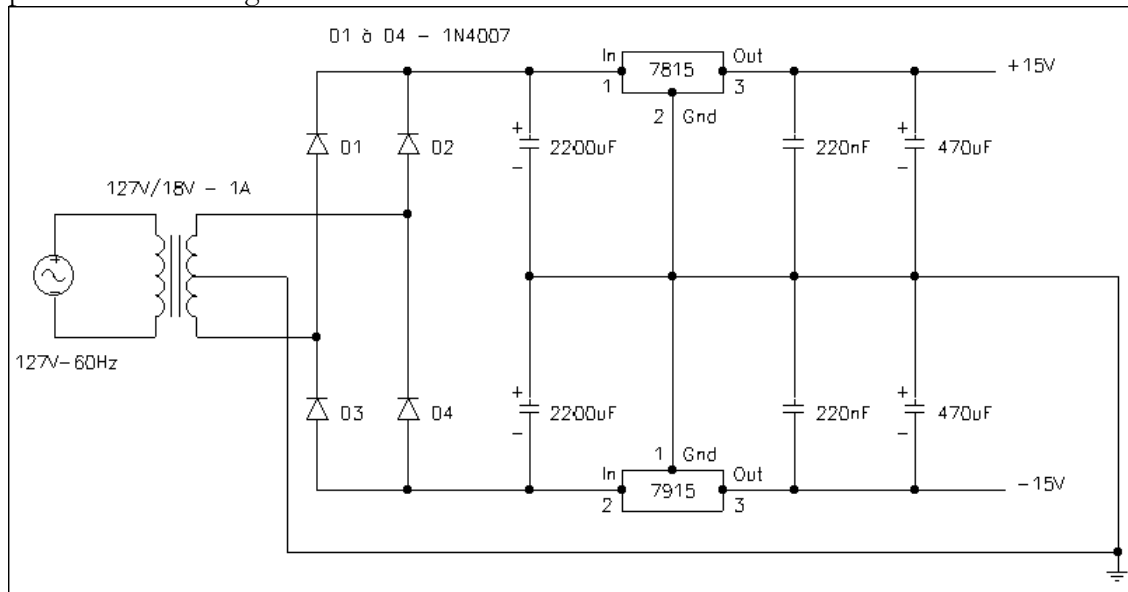 D1 à D4 - 1N4007
In
7815
Out
1
3
2 Gnd
+15V
D1
D2
+
2200uF
-
220nF
+
470uF
-
127V/18V - 1A
+
-
127V-60Hz
D3
D4
+
2200uF
-
220nF
+
470uF
-
1 Gnd
In
7915
Out
2
3
-15V